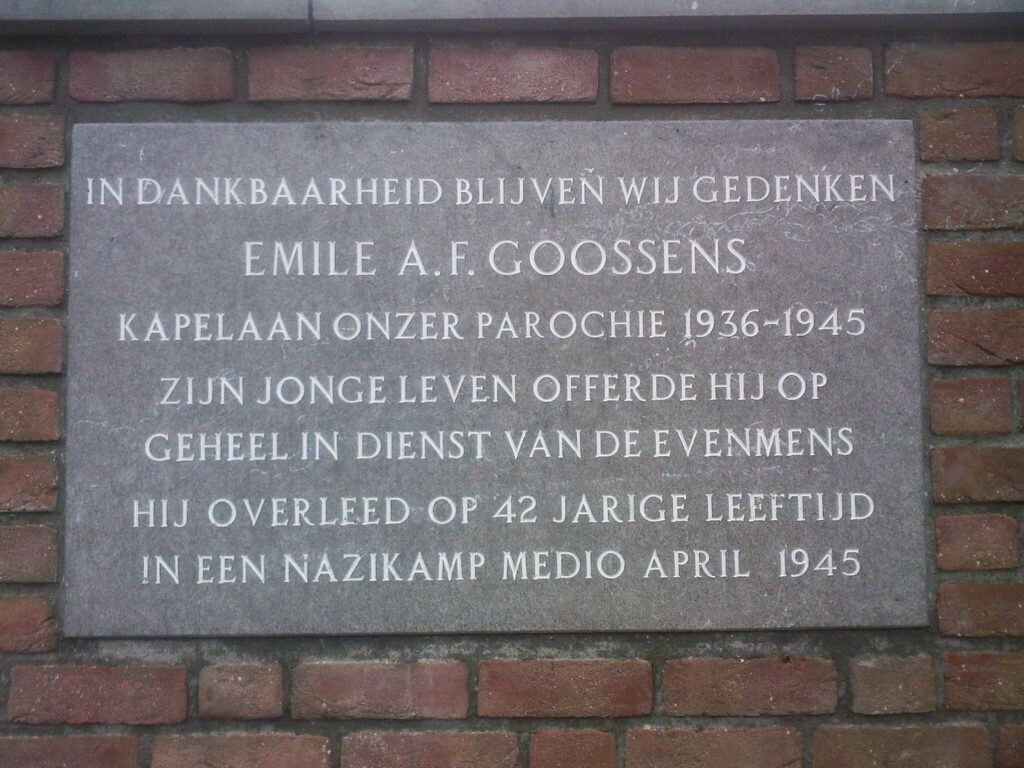 IN DANKBAARHEID BLIJVEN WIJ GEDENKEN
EMILE A.F. GOOSSENS
KAPELAAN ONZER PAROCHIE 1936-1945
ZIJN JONGE LEVEN OFFERDE HIJ OP
GEHEEL IN DIENST VAN DE EVENMENS
HIJ OVERLEED OP 42 JARIGE LEEFTIJD
IN EEN NAZIKAMP MEDIO APRIL 1945